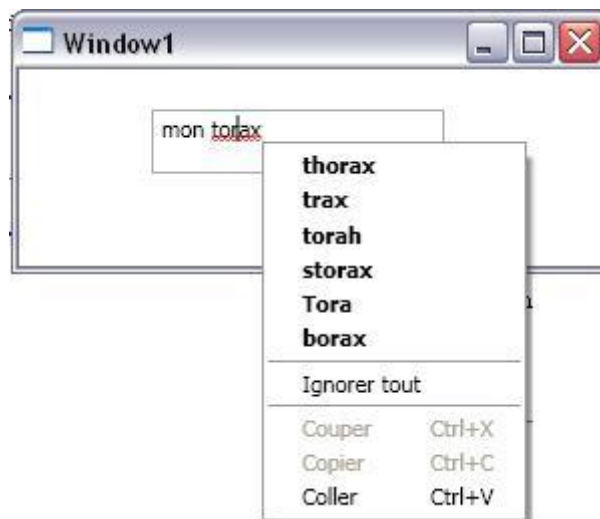 Window1
mon torax
thorax
trax
torah
storax
Tora
borax
Ignorer tout
Couper Ctrl+X
Copier Ctrl+C
Coller Ctrl+V